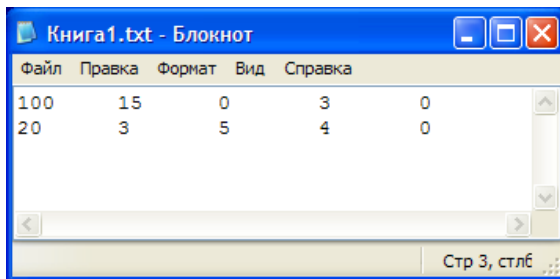 Книга1.txt - Блокнот
Файл Правка Формат Вид Справка
100 15 0 3 0
20 3 5 4 0
Стр 3, стлб